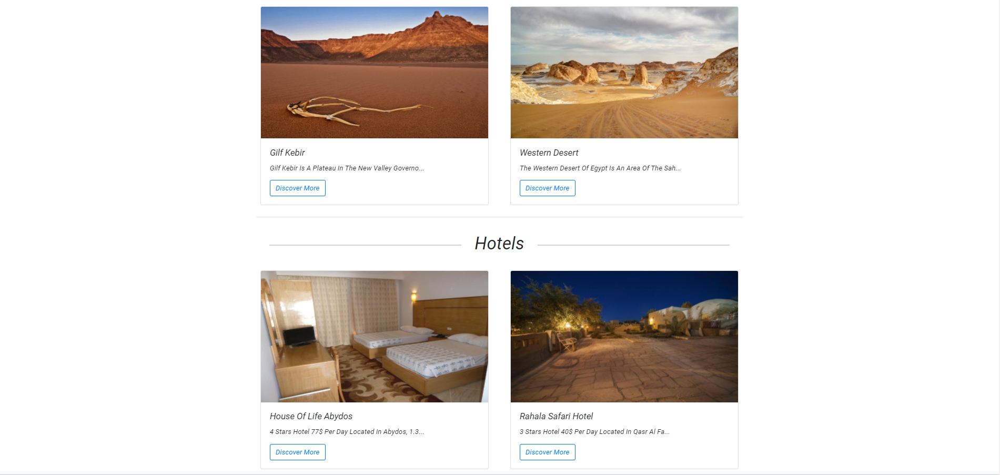 Gilf Kebir
Gilf Kebir Is A Plateau In The New Valley Governo...
Discover More
Western Desert
The Western Desert Of Egypt Is An Area Of The Sah...
Discover More
Hotels
House Of Life Abydos
4 Stars Hotel 77$ Per Day Located In Abydos, 1.3...
Discover More
Rahala Safari Hotel
3 Stars Hotel 40$ Per Day Located In Qasr Al Fa...
Discover More